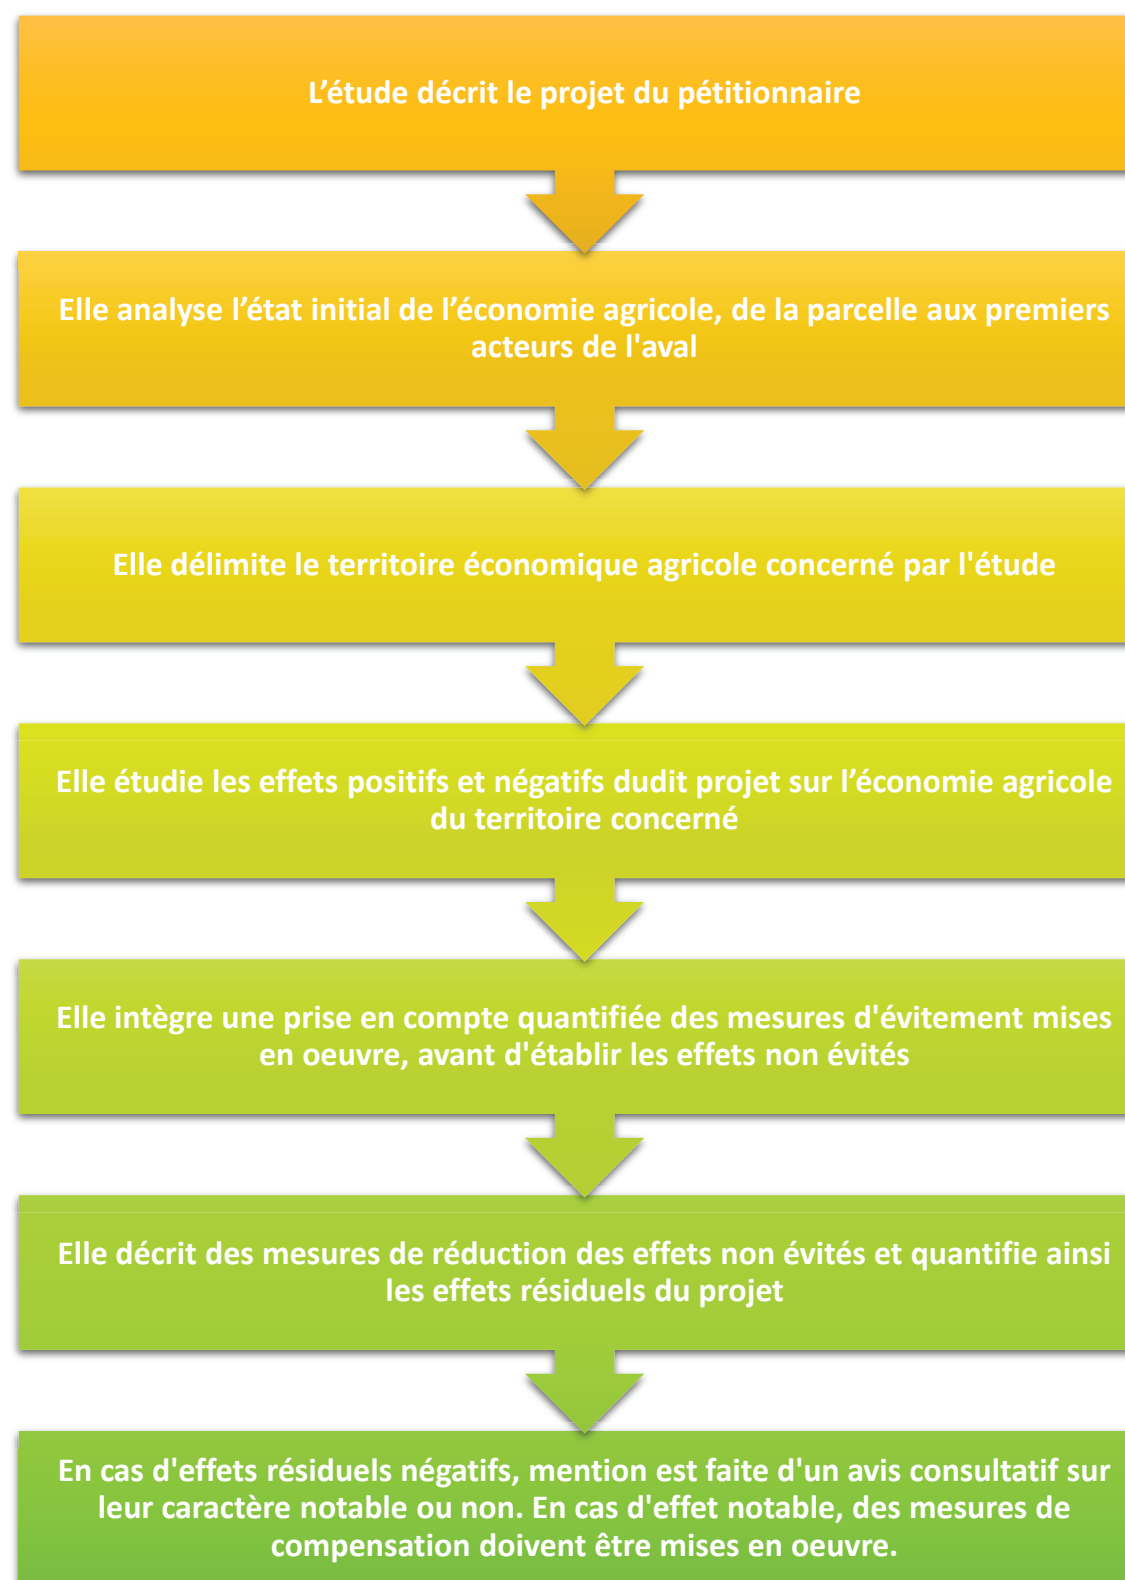 L’étude décrit le projet du pétitionnaire
Elle analyse l’état initial de l’économie agricole, de la parcelle aux premiers
acteurs de l'aval
Elle délimite le territoire économique agricole concerné par l'étude
Elle étudie les effets positifs et négatifs dudit projet sur l’économie agricole
du territoire concerné
Elle intègre une prise en compte quantifiée des mesures d'évitement mises
en oeuvre, avant d'établir les effets non évités
Elle décrit des mesures de réduction des effets non évités et quantifie ainsi
les effets résiduels du projet
En cas d'effets résiduels négatifs, mention est faite d'un avis consultatif sur
leur caractère notable ou non. En cas d'effet notable, des mesures de
compensation doivent être mises en oeuvre.